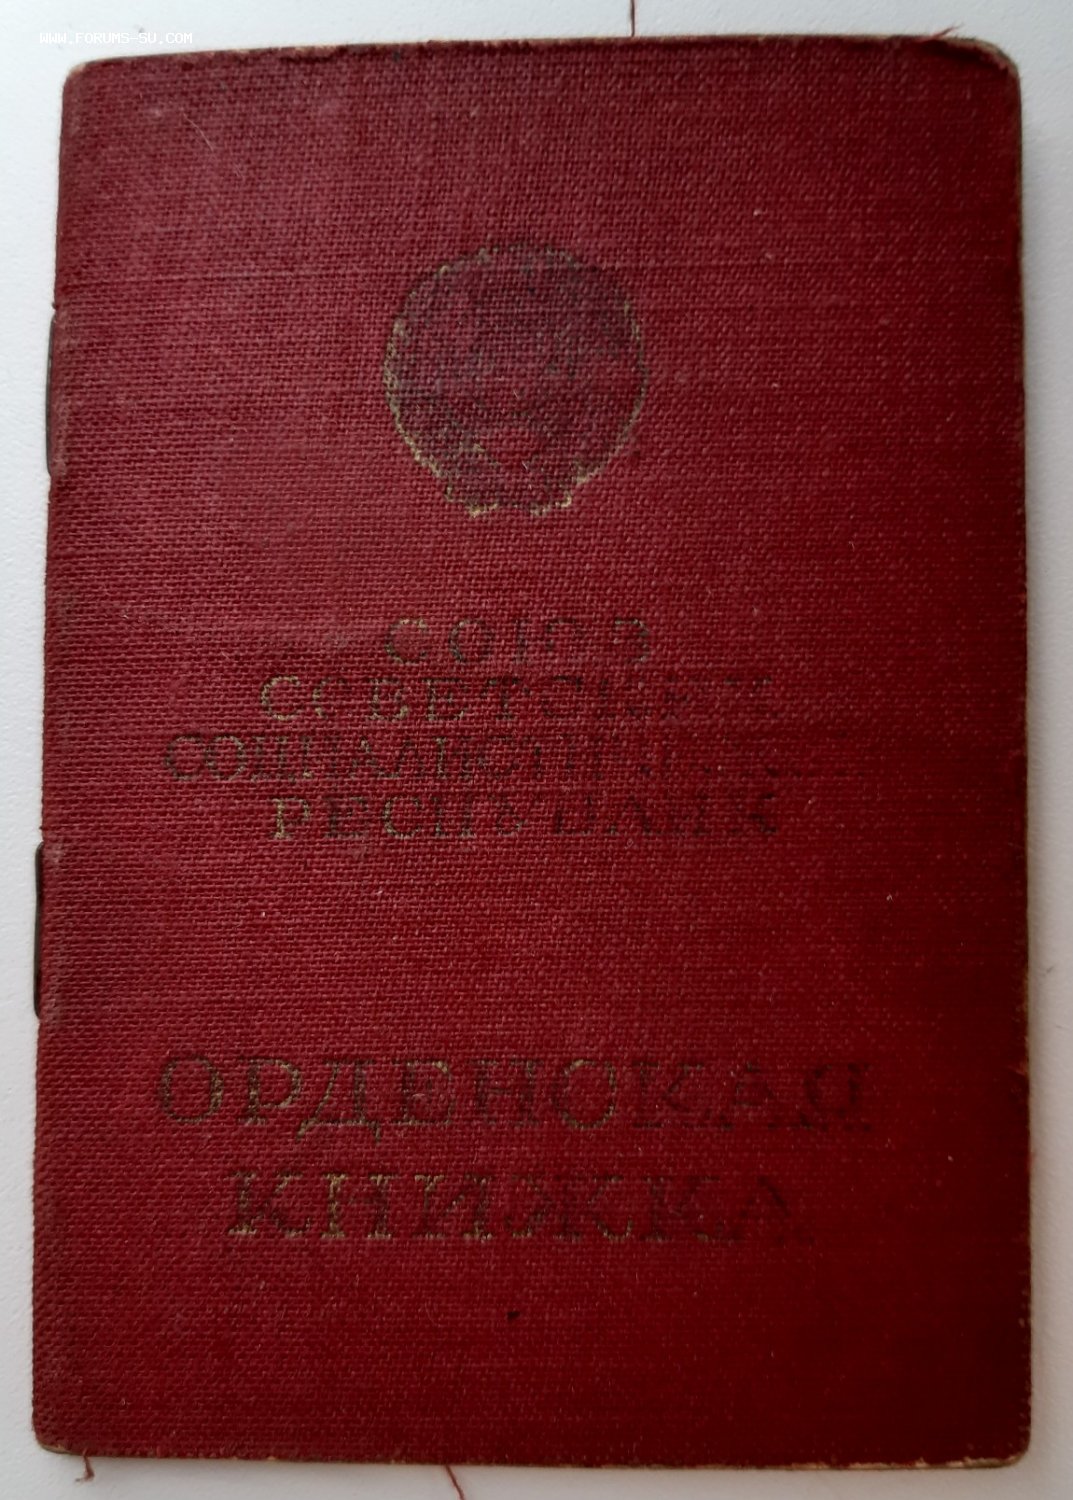 WWW.FORUMS-SU.COM
СОЮЗ
СОВЕТСКИХ
СОЦИАЛИСТИЧЕСКИХ
РЕСПУБЛИК
ОРДЕНСКАЯ
КНИЖКА